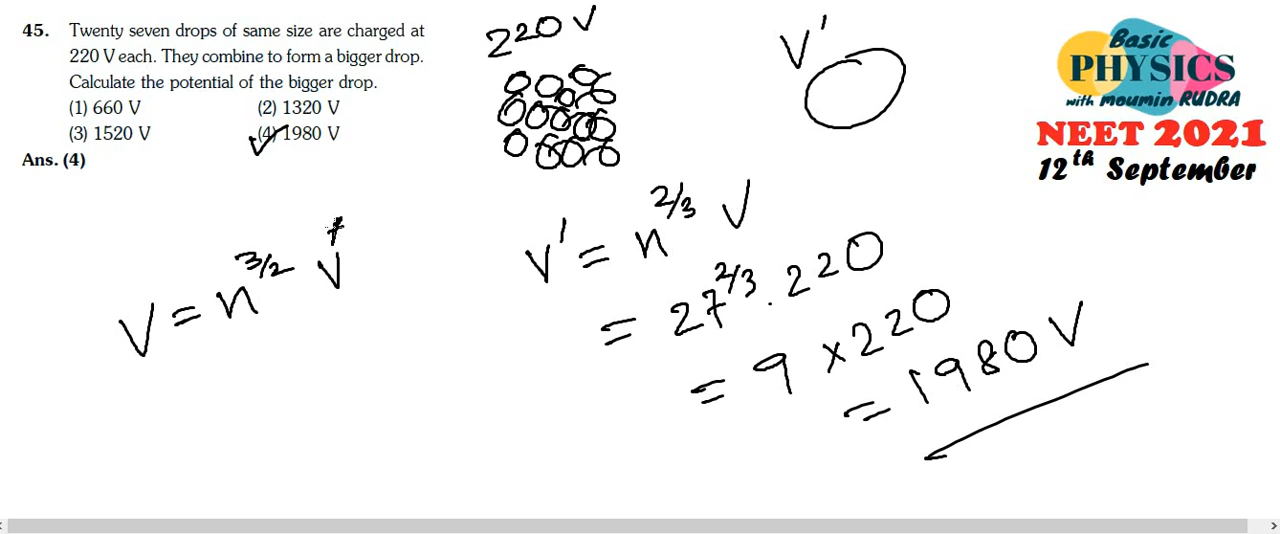 45. Twenty seven drops of same size are charged at
220 V each. They combine to form a bigger drop.
Calculate the potential of the bigger drop.
(1) 660 V (2) 1320 V
(3) 1520 V (4) 1980 V
Ans. (4)
220 V
V'
Basic
PHYSICS
with moumin RUDRA
NEET 2021
12th September
V = n^3/2 V
V' = n^2/3 V
= 27^2/3 . 220
= 9 × 220
= 1980 V